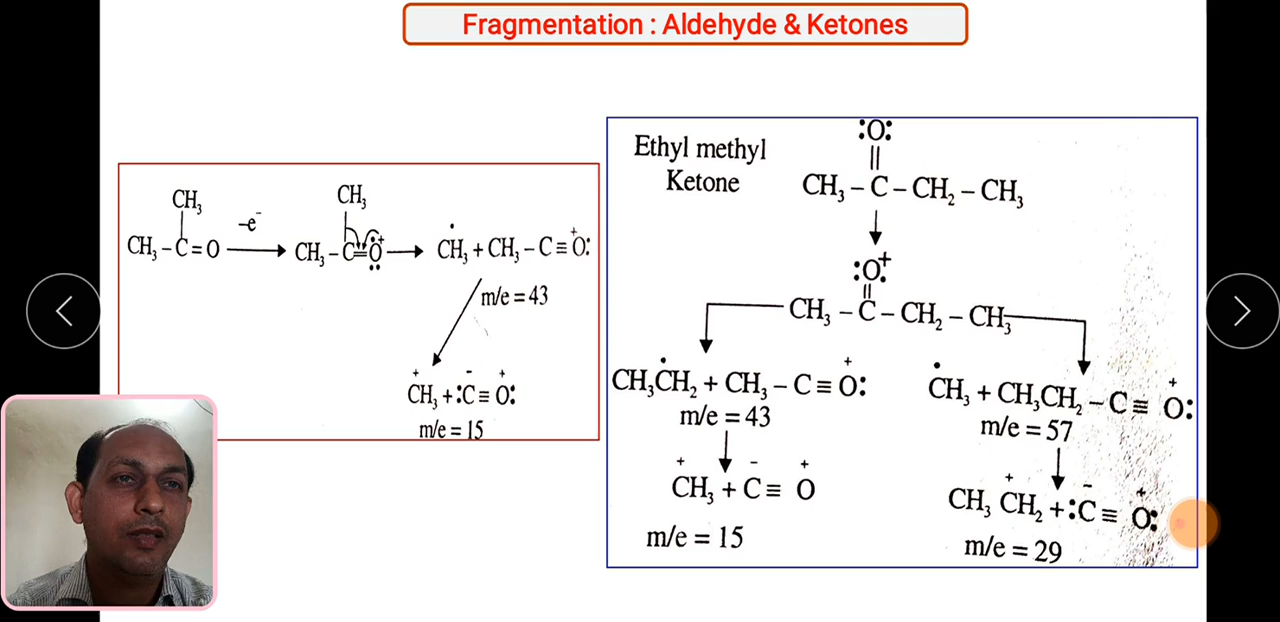 Fragmentation : Aldehyde & Ketones
CH₃
CH₃ – C = O
–e⁻
CH₃
CH₃ – C = O⁺
ĊH₃ + CH₃ – C ≡ O⁺:
m/e = 43
⁺CH₃ + :C⁻ ≡ O⁺:
m/e = 15
Ethyl methyl
Ketone
:O:
||
CH₃ – C – CH₂ – CH₃
:O⁺.
||
CH₃ – C – CH₂ – CH₃
CH₃ĊH₂ + CH₃ – C ≡ O⁺:
m/e = 43
⁺CH₃ + C⁻ ≡ O⁺
m/e = 15
ĊH₃ + CH₃CH₂ – C ≡ O⁺:
m/e = 57
CH₃ ⁺CH₂ + :C⁻ ≡ O⁺:
m/e = 29